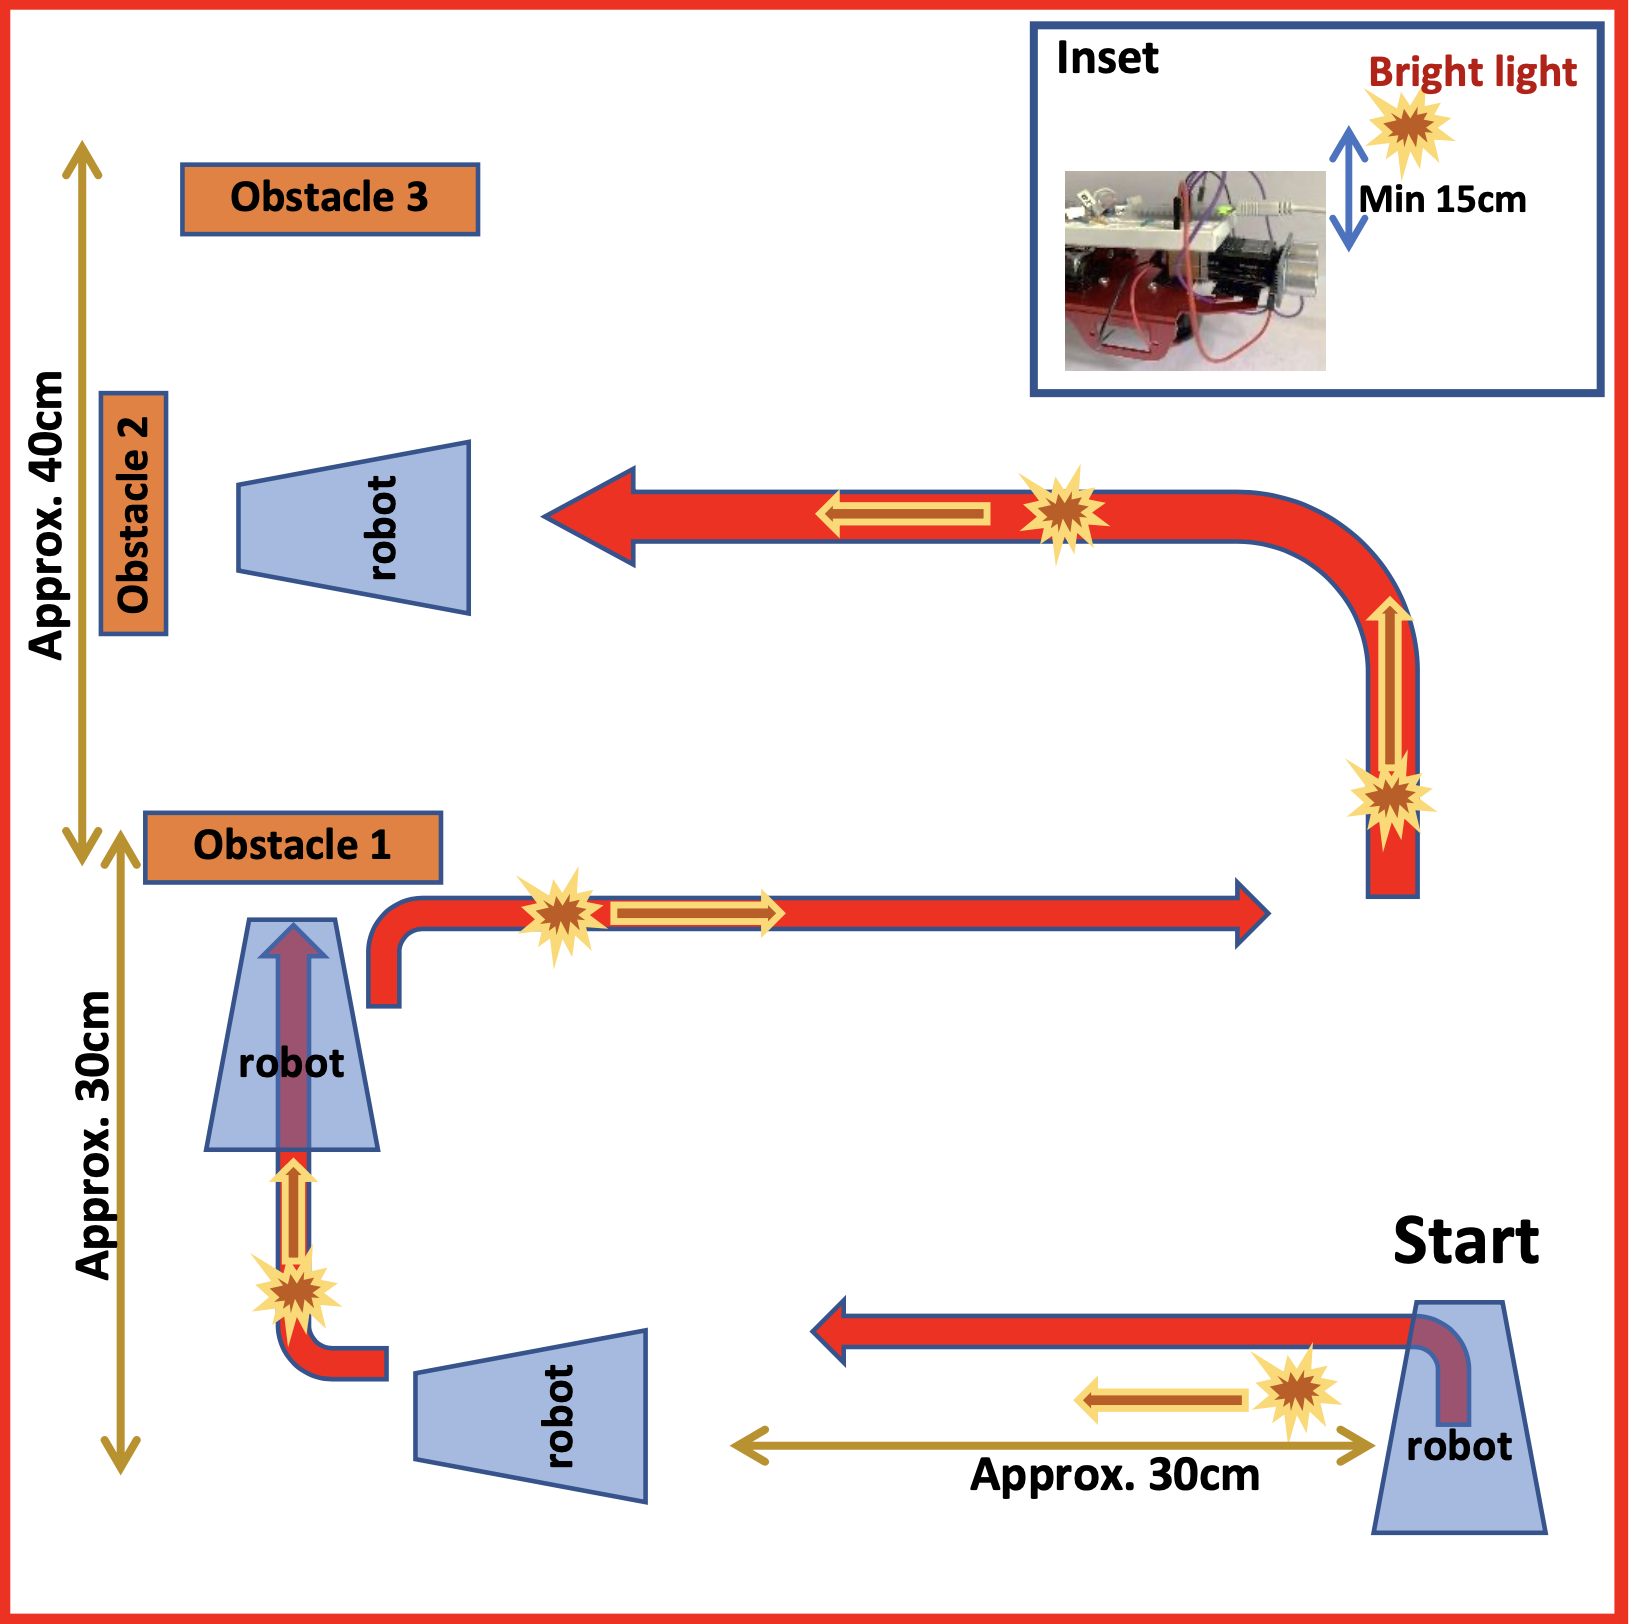 Inset
Bright light
Min 15cm
Obstacle 3
Approx. 40cm
Obstacle 2
robot
Obstacle 1
Approx. 30cm
robot
Start
robot
robot
Approx. 30cm